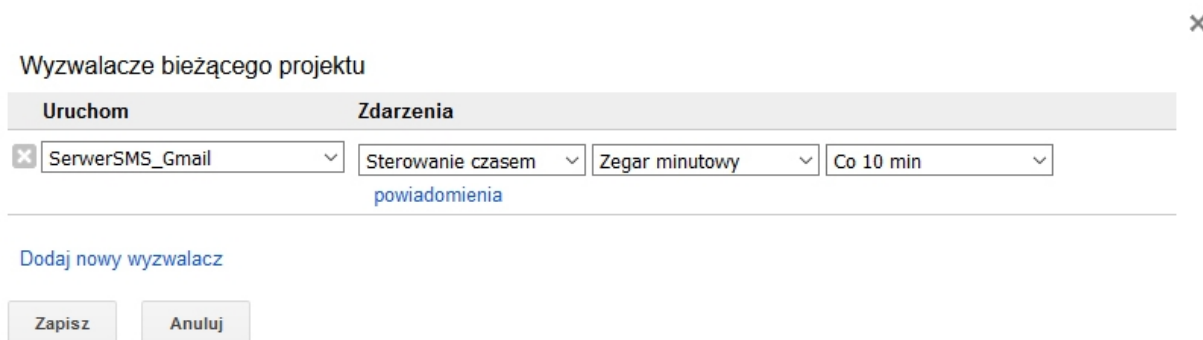 Wyzwalacze bieżącego projektu
Uruchom Zdarzenia
SerwerSMS_Gmail Sterowanie czasem Zegar minutowy Co 10 min
powiadomienia
Dodaj nowy wyzwalacz
Zapisz Anuluj